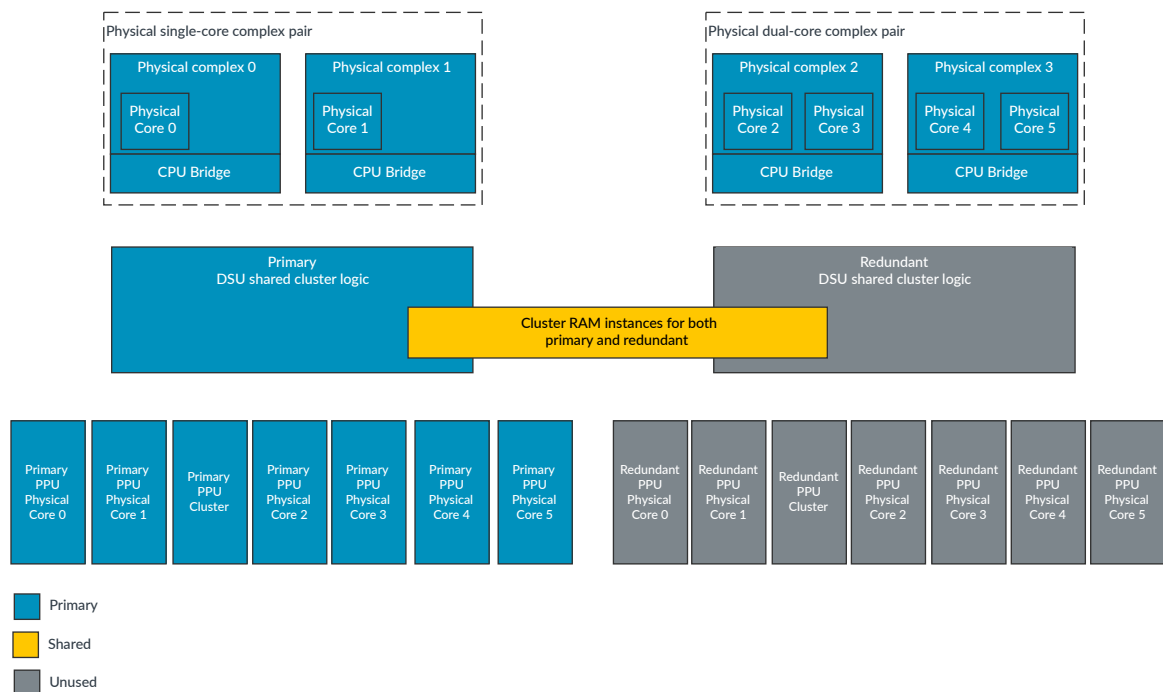 Physical single-core complex pair
Physical dual-core complex pair
Physical complex 0
Physical complex 1
Physical complex 2
Physical complex 3
Physical
Core 0
Physical
Core 1
Physical
Core 2
Physical
Core 3
Physical
Core 4
Physical
Core 5
CPU Bridge
CPU Bridge
CPU Bridge
CPU Bridge
Primary
DSU shared cluster logic
Redundant
DSU shared cluster logic
Cluster RAM instances for both
primary and redundant
Primary
PPU
Physical
Core 0
Primary
PPU
Physical
Core 1
Primary
PPU
Cluster
Primary
PPU
Physical
Core 2
Primary
PPU
Physical
Core 3
Primary
PPU
Physical
Core 4
Primary
PPU
Physical
Core 5
Redundant
PPU
Physical
Core 0
Redundant
PPU
Physical
Core 1
Redundant
PPU
Cluster
Redundant
PPU
Physical
Core 2
Redundant
PPU
Physical
Core 3
Redundant
PPU
Physical
Core 4
Redundant
PPU
Physical
Core 5
Primary
Shared
Unused